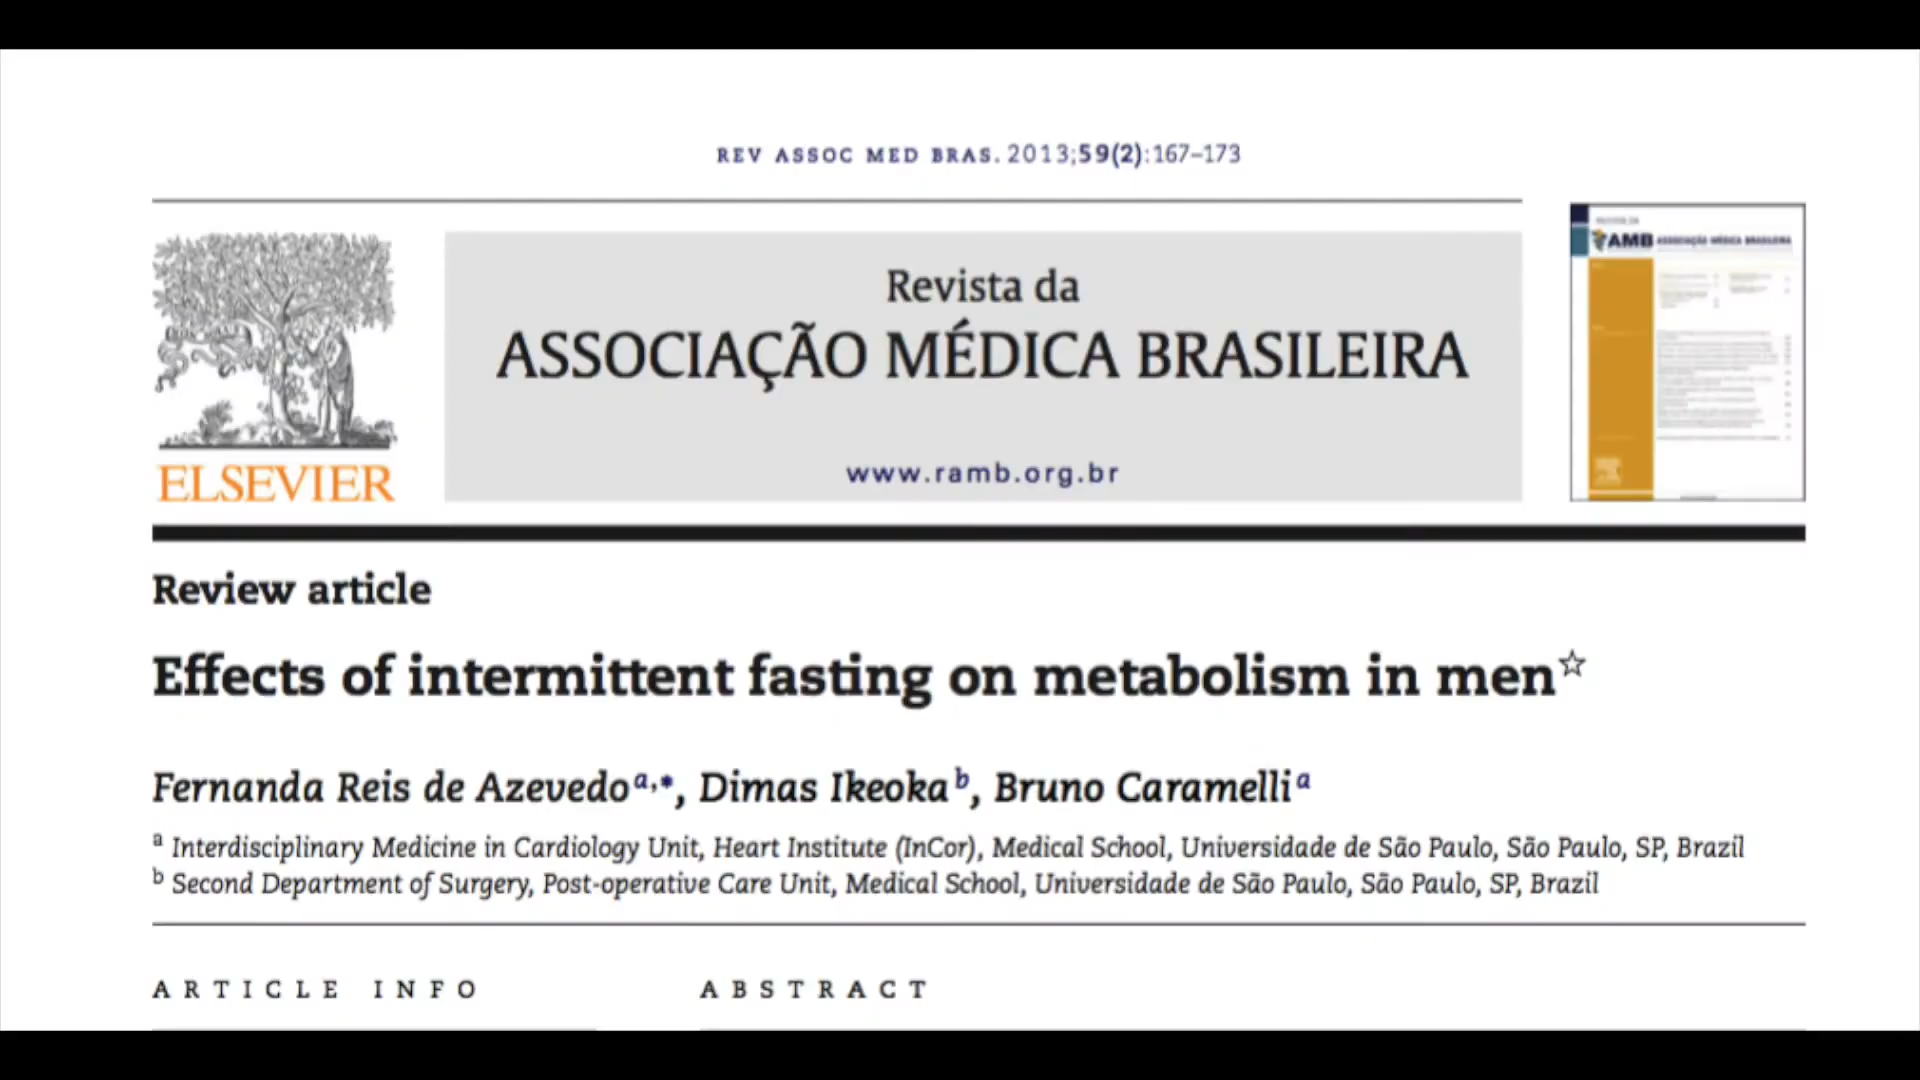 REV ASSOC MED BRAS. 2013;59(2):167–173
Revista da
ASSOCIAÇÃO MÉDICA BRASILEIRA
www.ramb.org.br
ELSEVIER
AMB ASSOCIAÇÃO MÉDICA BRASILEIRA
Review article
Effects of intermittent fasting on metabolism in men☆
Fernanda Reis de Azevedo a,*, Dimas Ikeoka b, Bruno Caramelli a
a Interdisciplinary Medicine in Cardiology Unit, Heart Institute (InCor), Medical School, Universidade de São Paulo, São Paulo, SP, Brazil
b Second Department of Surgery, Post-operative Care Unit, Medical School, Universidade de São Paulo, São Paulo, SP, Brazil
ARTICLE INFO
ABSTRACT